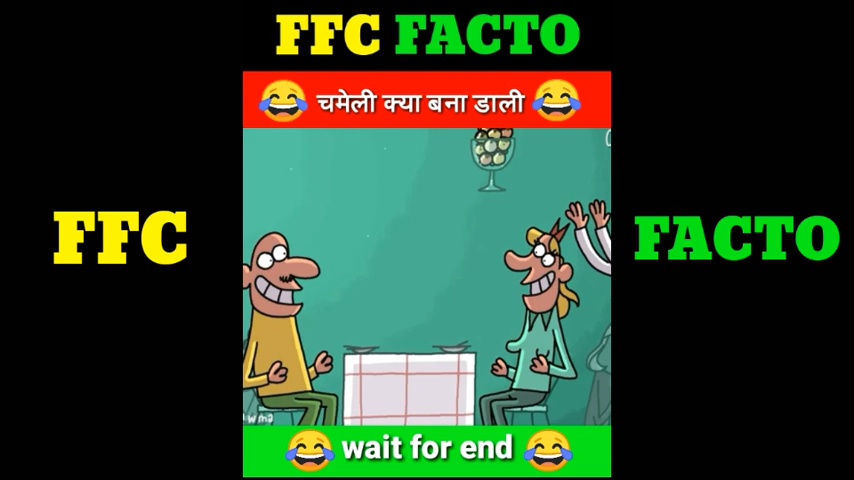 FFC FACTO
😂 चमेली क्या बना डाली 😂
FFC
FACTO
😂 wait for end 😂